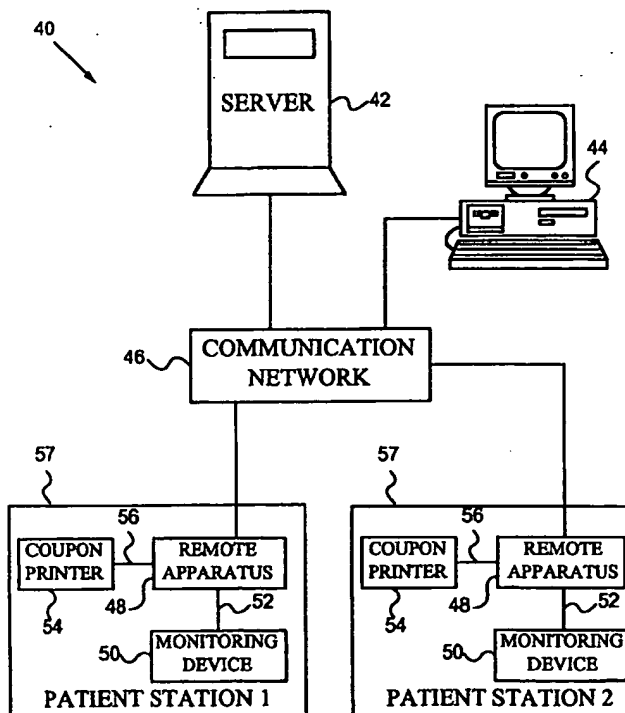 40
SERVER
42
44
46
COMMUNICATION
NETWORK
57
COUPON
PRINTER
56
REMOTE
APPARATUS
54
48
52
50
MONITORING
DEVICE
PATIENT STATION 1
57
COUPON
PRINTER
56
REMOTE
APPARATUS
54
48
52
50
MONITORING
DEVICE
PATIENT STATION 2